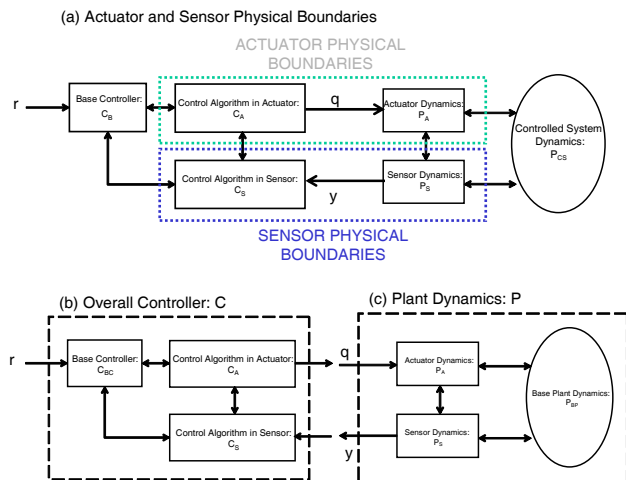 (a) Actuator and Sensor Physical Boundaries
ACTUATOR PHYSICAL
BOUNDARIES
r
Base Controller:
C_B
Control Algorithm in Actuator:
C_A
q
Actuator Dynamics:
P_A
Controlled System
Dynamics:
P_CS
Control Algorithm in Sensor:
C_S
y
Sensor Dynamics:
P_S
SENSOR PHYSICAL
BOUNDARIES
(b) Overall Controller: C
(c) Plant Dynamics: P
r
Base Controller:
C_BC
Control Algorithm in Actuator:
C_A
q
Actuator Dynamics:
P_A
Base Plant Dynamics:
P_BP
Control Algorithm in Sensor:
C_S
y
Sensor Dynamics:
P_S